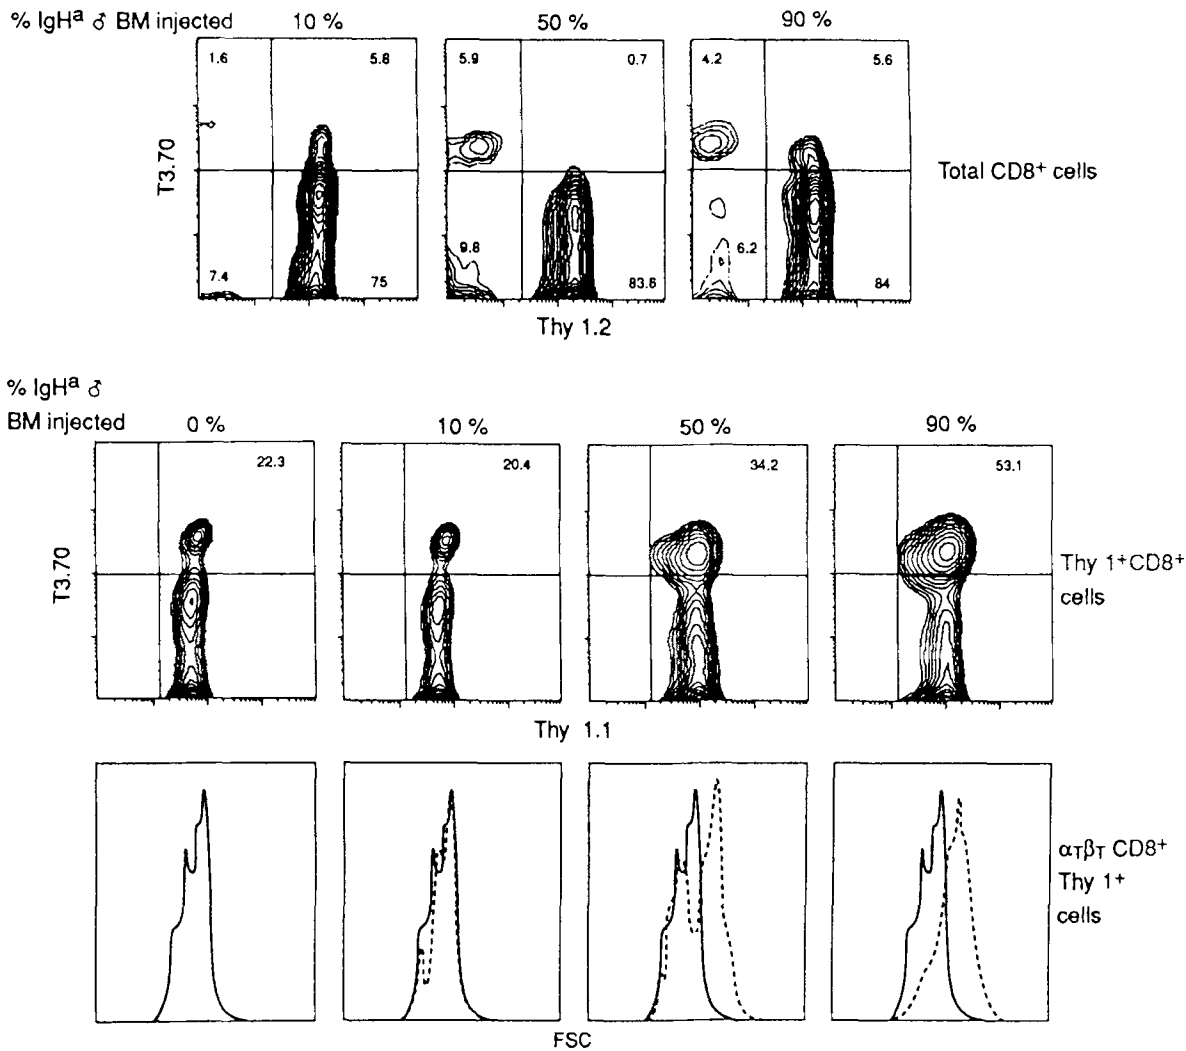 % IgHa ♂ BM injected 10 % 50 % 90 %
1.6 5.8 5.9 0.7 4.2 5.6
T3.70
Total CD8+ cells
9.8 6.2
7.4 75 83.6 84
Thy 1.2
% IgHa ♂
BM injected 0 % 10 % 50 % 90 %
22.3 20.4 34.2 53.1
T3.70
Thy 1+CD8+
cells
Thy 1.1
αTβT CD8+
Thy 1+
cells
FSC